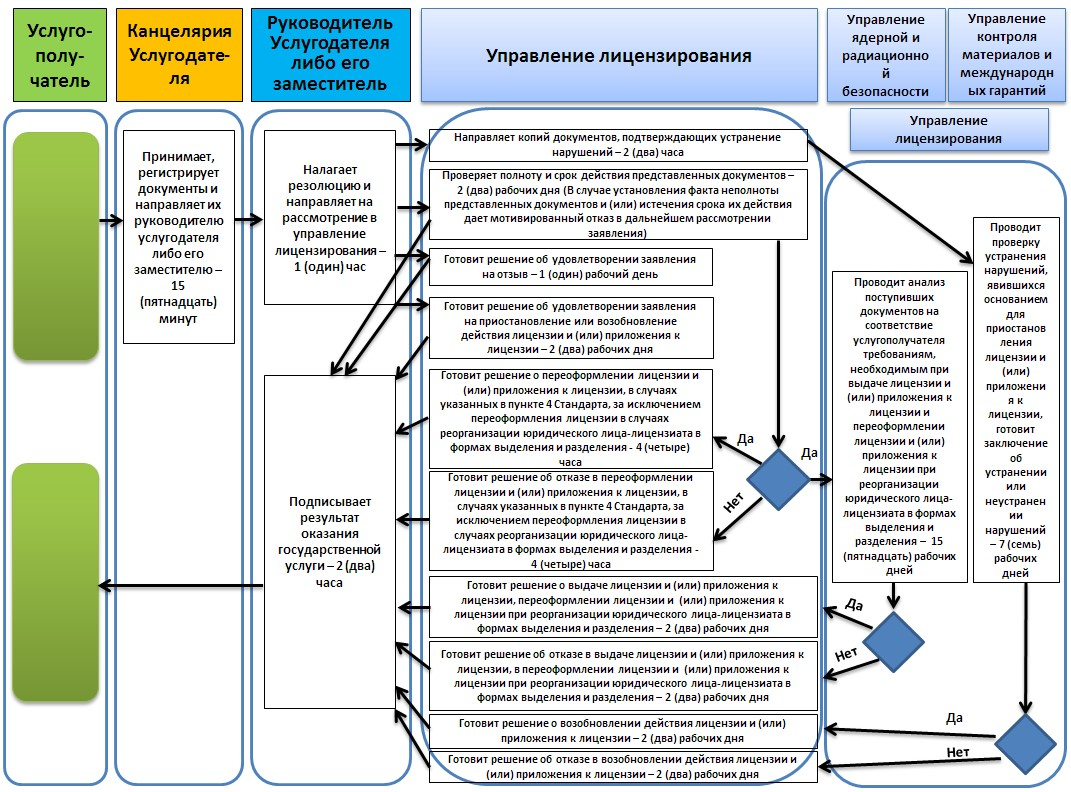 Услуго-
полу-
чатель
Канцелярия
Услугодате-
ля
Руководитель
Услугодателя
либо его
заместитель
Управление лицензирования
Управление
ядерной и
радиационно
й
безопасности
Управление
контроля
материалов и
международн
ых гарантий
Управление
лицензирования
Принимает,
регистрирует
документы и
направляет их
руководителю
услугодателя
либо его
заместителю –
15
(пятнадцать)
минут
Налагает
резолюцию и
направляет на
рассмотрение в
управление
лицензирования –
1 (один) час
Подписывает
результат
оказания
государственной
услуги – 2 (два)
часа
Направляет копий документов, подтверждающих устранение
нарушений – 2 (два) часа
Проверяет полноту и срок действия представленных документов –
2 (два) рабочих дня (В случае установления факта неполноты
представленных документов и (или) истечения срока их действия
дает мотивированный отказ в дальнейшем рассмотрении
заявления)
Готовит решение об удовлетворении заявления
на отзыв – 1 (один) рабочий день
Готовит решение об удовлетворении заявления
на приостановление или возобновление
действия лицензии и (или) приложения к
лицензии – 2 (два) рабочих дня
Готовит решение о переоформлении лицензии и
(или) приложения к лицензии, в случаях
указанных в пункте 4 Стандарта, за исключением
переоформления лицензии в случаях
реорганизации юридического лица-лицензиата в
формах выделения и разделения - 4 (четыре)
часа
Готовит решение об отказе в переоформлении
лицензии и (или) приложения к лицензии, в
случаях указанных в пункте 4 Стандарта, за
исключением переоформления лицензии в
случаях реорганизации юридического лица-
лицензиата в формах выделения и разделения -
4 (четыре) часа
Готовит решение о выдаче лицензии и (или) приложения к
лицензии, переоформлении лицензии и (или) приложения к
лицензии при реорганизации юридического лица-лицензиата в
формах выделения и разделения – 2 (два) рабочих дня
Готовит решение об отказе в выдаче лицензии и (или) приложения к
лицензии, в переоформлении лицензии и (или) приложения к
лицензии при реорганизации юридического лица-лицензиата в
формах выделения и разделения – 2 (два) рабочих дня
Готовит решение о возобновлении действия лицензии и (или)
приложения к лицензии – 2 (два) рабочих дня
Готовит решение об отказе в возобновлении действия лицензии и
(или) приложения к лицензии – 2 (два) рабочих дня
Да
Да
Нет
Проводит анализ
поступивших
документов на
соответствие
услугополучателя
требованиям,
необходимым при
выдаче лицензии и
(или) приложения к
лицензии и
переоформлении
лицензии и (или)
приложения к
лицензии при
реорганизации
юридического лица-
лицензиата в формах
выделения и
разделения – 15
(пятнадцать) рабочих
дней
Проводит
проверку
устранения
нарушений,
явившихся
основанием
для
приостанов
ления
лицензии и
(или)
приложени
я к
лицензии,
готовит
заключение
об
устранении
или
неустранен
ии
нарушений
– 7 (семь)
рабочих
дней
Да
Нет
Да
Нет